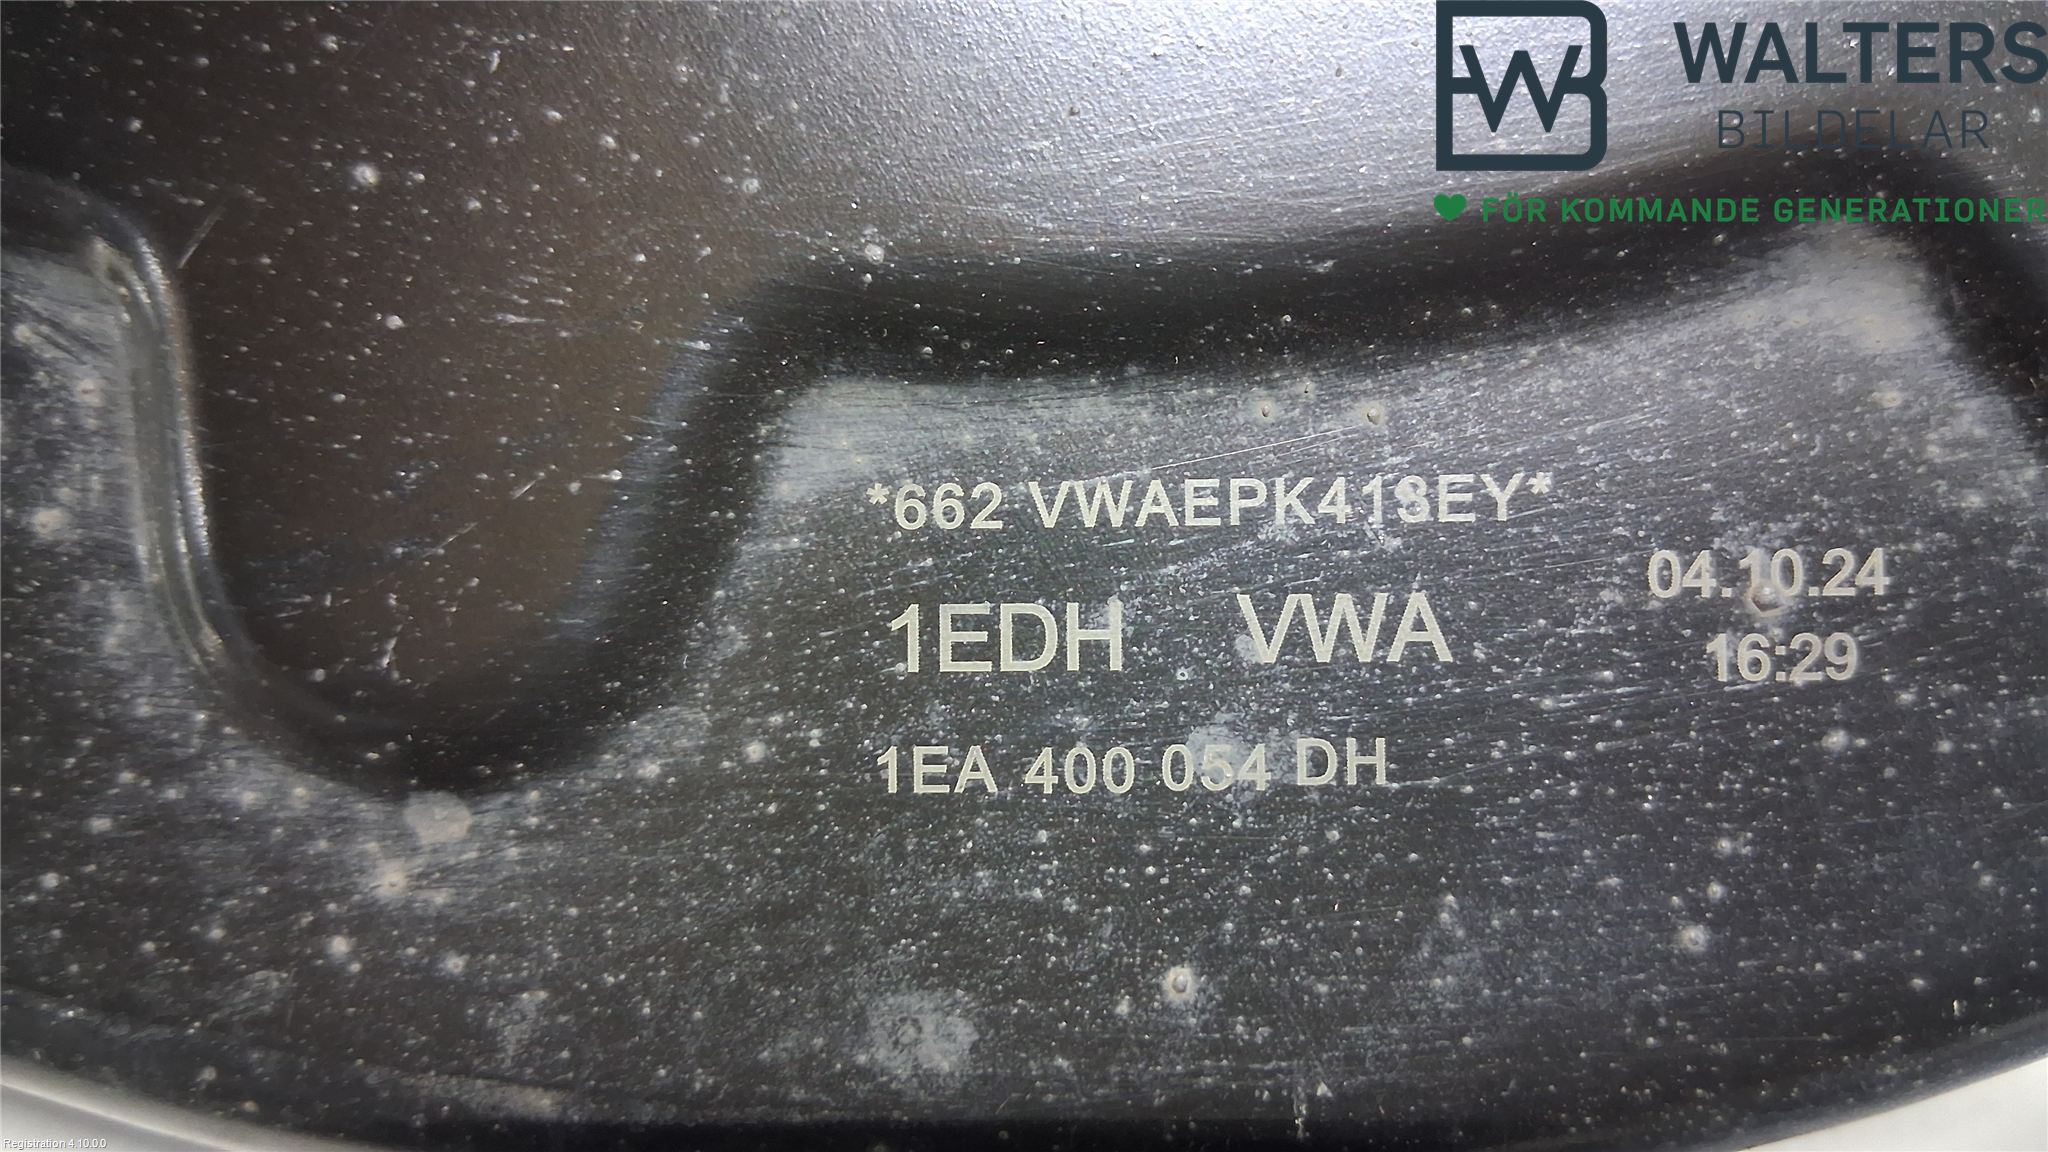 WALTERS
BILDELAR
FÖR KOMMANDE GENERATIONER
*662 VWAEPK413EY*
04.10.24
1EDH VWA
16:29
1EA 400 054 DH
Registration 4.10.0.0